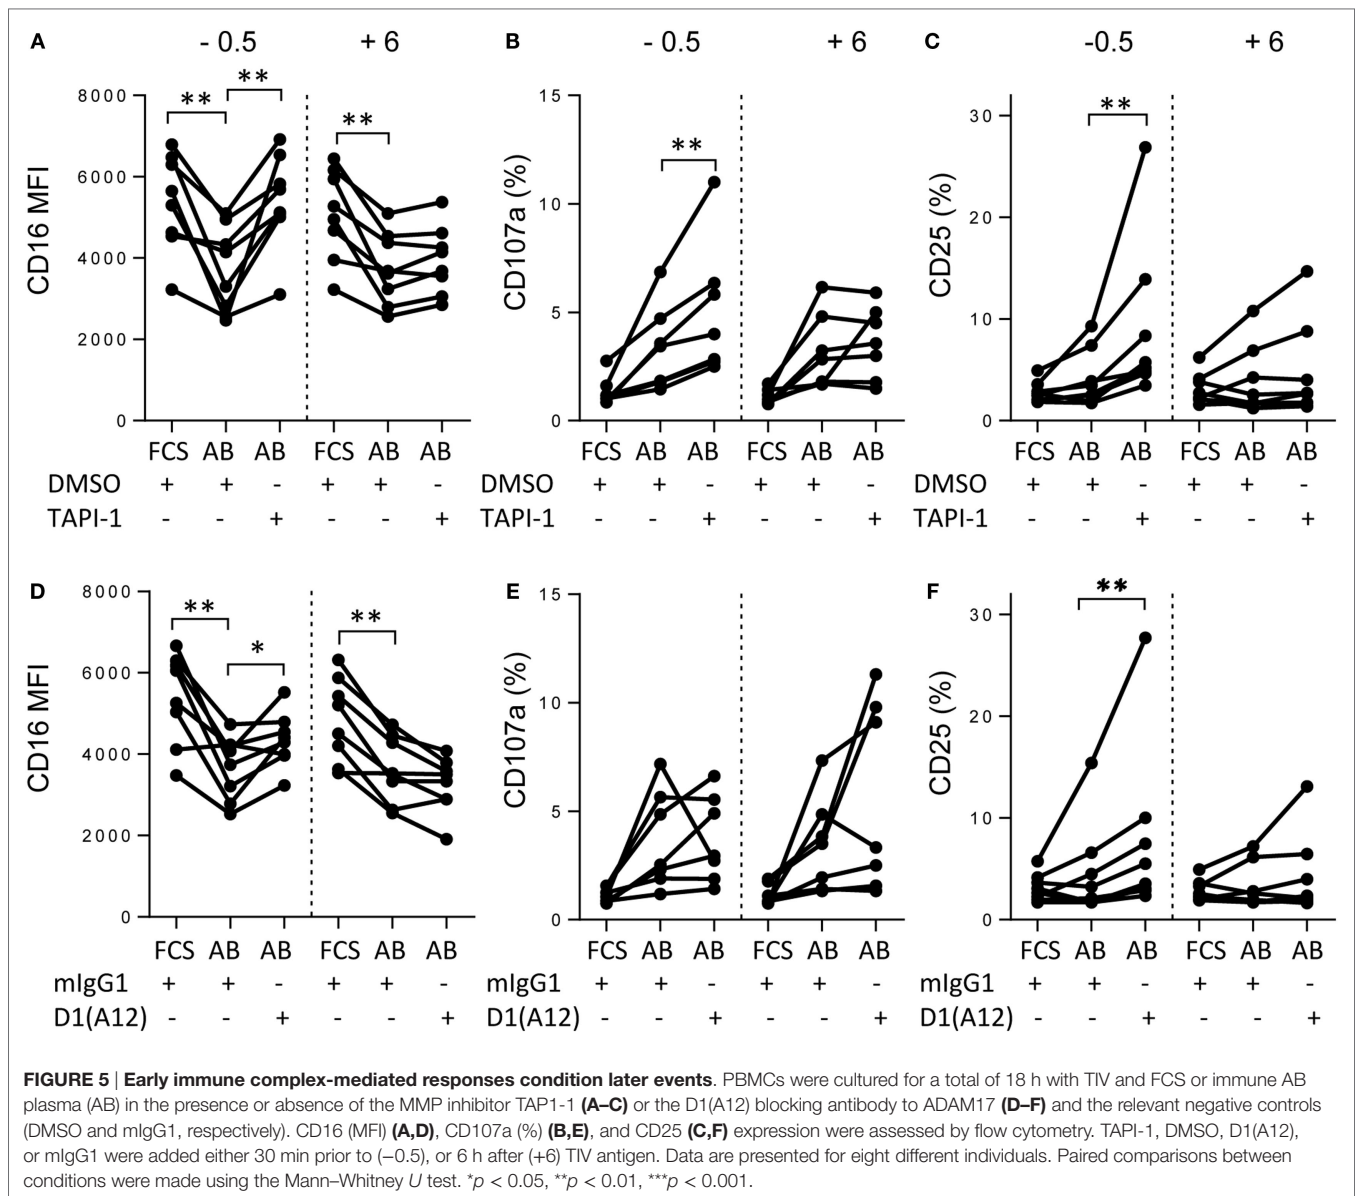 A - 0.5 + 6 B - 0.5 + 6 C -0.5 + 6
** ** ** ** **
8000 6000 4000 2000 0
CD16 MFI
15 10 5 0
CD107a (%)
30 20 10 0
CD25 (%)
FCS AB AB FCS AB AB FCS AB AB FCS AB AB FCS AB AB FCS AB AB
DMSO + + - + + - DMSO + + - + + - DMSO + + - + + -
TAPI-1 - - + - - + TAPI-1 - - + - - + TAPI-1 - - + - - +
D E F
** * ** **
8000 6000 4000 2000 0
CD16 MFI
15 10 5 0
CD107a (%)
30 20 10 0
CD25 (%)
FCS AB AB FCS AB AB FCS AB AB FCS AB AB FCS AB AB FCS AB AB
mIgG1 + + - + + - mIgG1 + + - + + - mIgG1 + + - + + -
D1(A12) - - + - - + D1(A12) - - + - - + D1(A12) - - + - - +
FIGURE 5 | Early immune complex-mediated responses condition later events. PBMCs were cultured for a total of 18 h with TIV and FCS or immune AB
plasma (AB) in the presence or absence of the MMP inhibitor TAP1-1 (A–C) or the D1(A12) blocking antibody to ADAM17 (D–F) and the relevant negative controls
(DMSO and mIgG1, respectively). CD16 (MFI) (A,D), CD107a (%) (B,E), and CD25 (C,F) expression were assessed by flow cytometry. TAPI-1, DMSO, D1(A12),
or mIgG1 were added either 30 min prior to (−0.5), or 6 h after (+6) TIV antigen. Data are presented for eight different individuals. Paired comparisons between
conditions were made using the Mann–Whitney U test. *p < 0.05, **p < 0.01, ***p < 0.001.